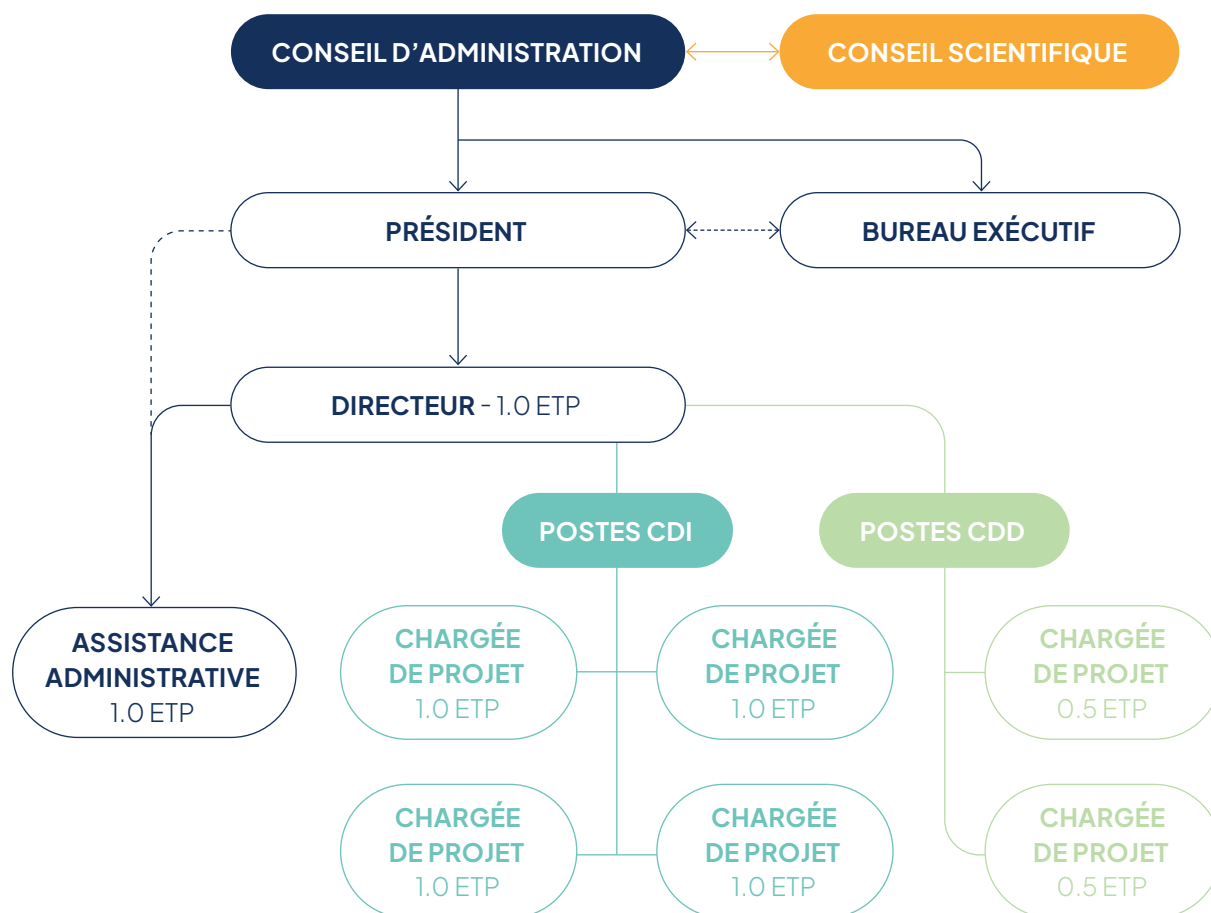 CONSEIL D’ADMINISTRATION
CONSEIL SCIENTIFIQUE
PRÉSIDENT
BUREAU EXÉCUTIF
DIRECTEUR - 1.0 ETP
POSTES CDI
POSTES CDD
ASSISTANCE
ADMINISTRATIVE
1.0 ETP
CHARGÉE
DE PROJET
1.0 ETP
CHARGÉE
DE PROJET
1.0 ETP
CHARGÉE
DE PROJET
0.5 ETP
CHARGÉE
DE PROJET
1.0 ETP
CHARGÉE
DE PROJET
1.0 ETP
CHARGÉE
DE PROJET
0.5 ETP